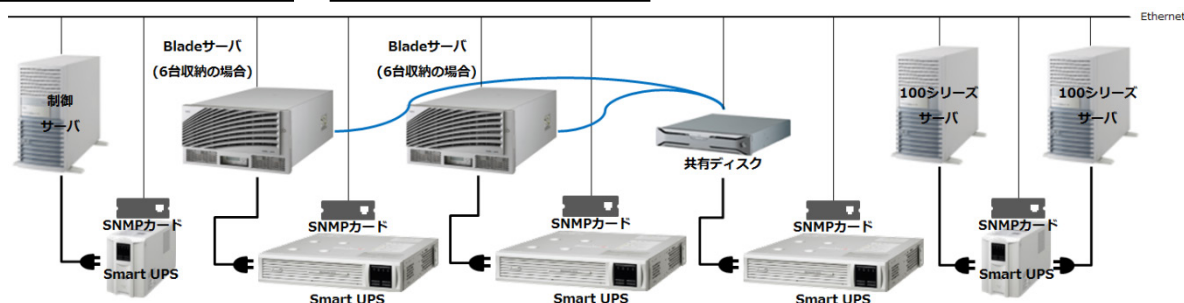 Ethernet
Bladeサーバ
(6台収納の場合)
Bladeサーバ
(6台収納の場合)
制御
サーバ
100シリーズ
サーバ
100シリーズ
サーバ
共有ディスク
SNMPカード
SNMPカード
SNMPカード
SNMPカード
SNMPカード
Smart UPS
Smart UPS
Smart UPS
Smart UPS
Smart UPS